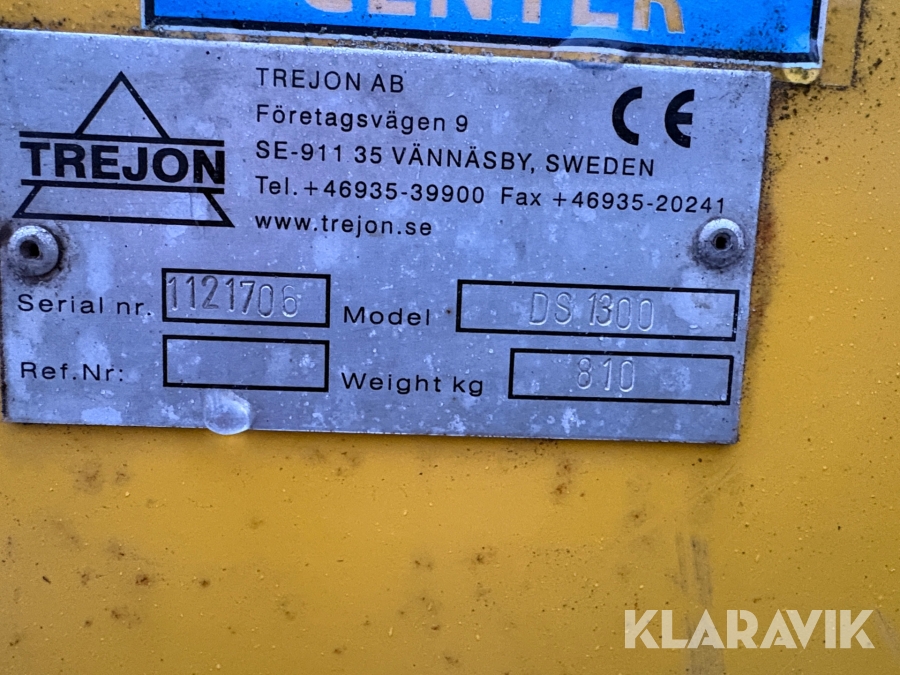 CENTER
TREJON
TREJON AB
Företagsvägen 9
SE-911 35 VÄNNÄSBY, SWEDEN
Tel. +46935-39900 Fax +46935-20241
www.trejon.se
CE
Serial nr. 1121706 Model DS 1300
Ref.Nr: Weight kg 810
KLARAVIK